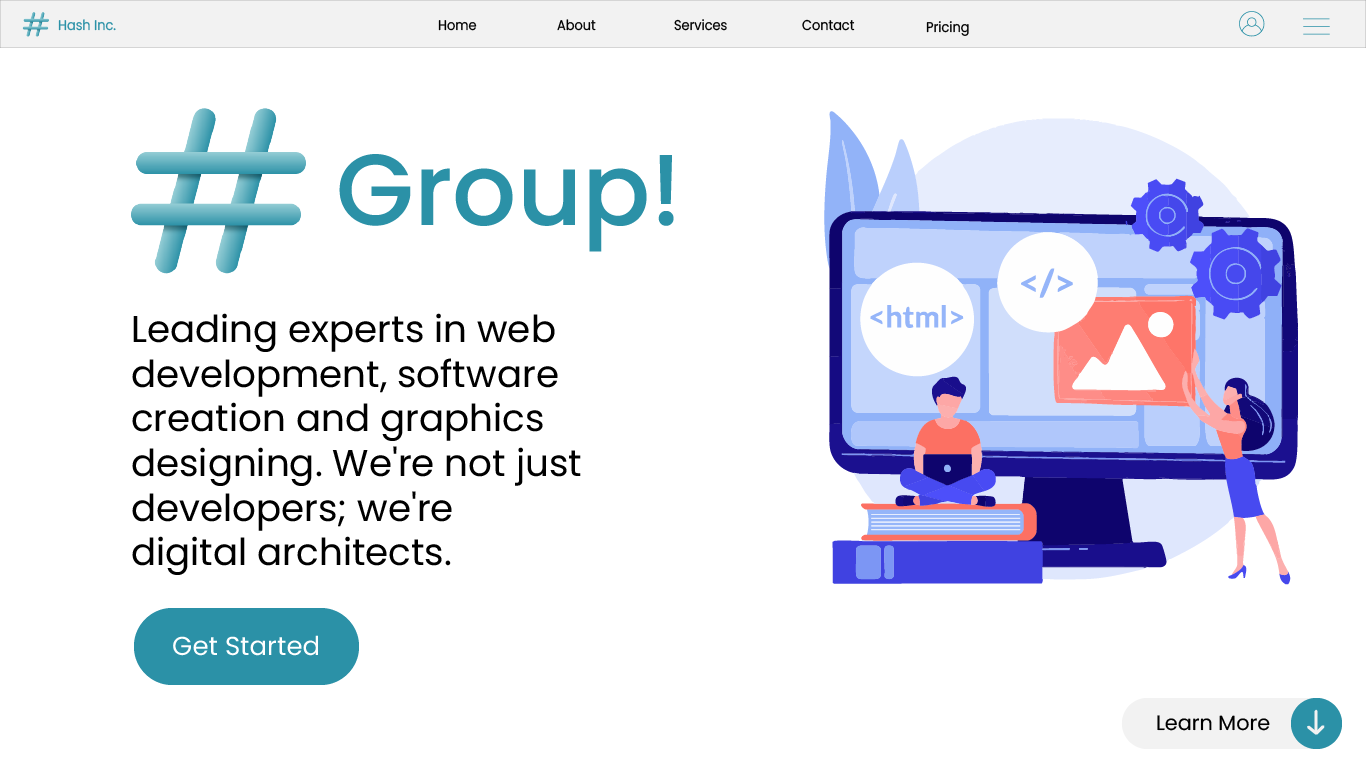 # Hash Inc.
Home
About
Services
Contact
Pricing
# Group!
Leading experts in web
development, software
creation and graphics
designing. We're not just
developers; we're
digital architects.
<html>
</>
Get Started
Learn More